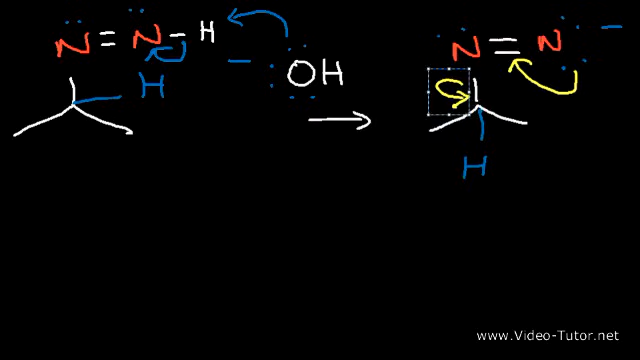 N = N - H
H
- OH
N = N -
H
www.Video-Tutor.net